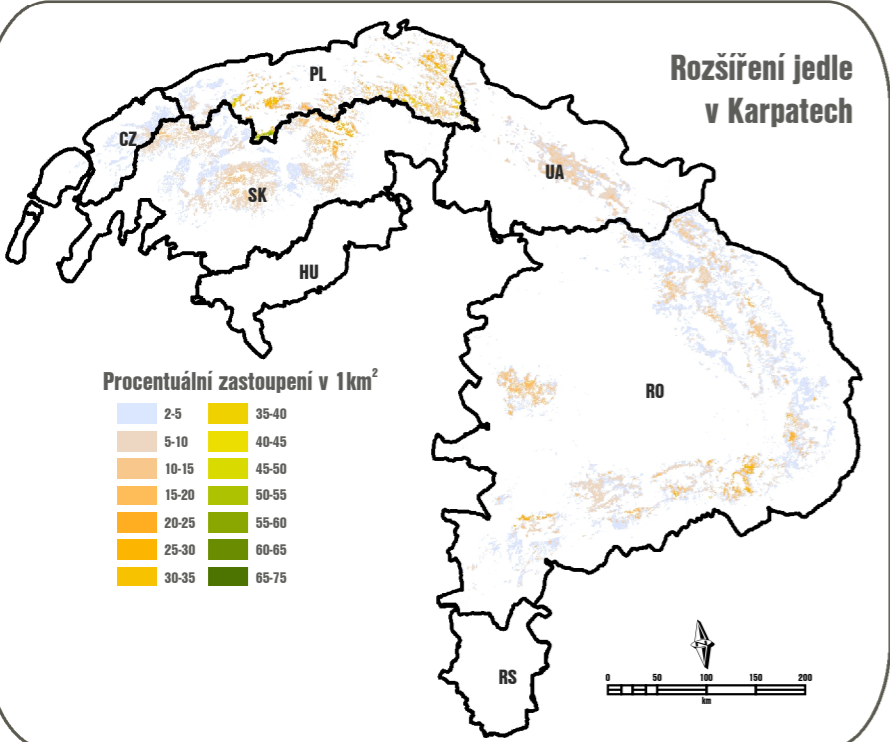 Rozšíření jedle
v Karpatech
PL
CZ
SK
UA
HU
RO
RS
Procentuální zastoupení v 1km²
2-5
5-10
10-15
15-20
20-25
25-30
30-35
35-40
40-45
45-50
50-55
55-60
60-65
65-75
0 50 100 150 200
km